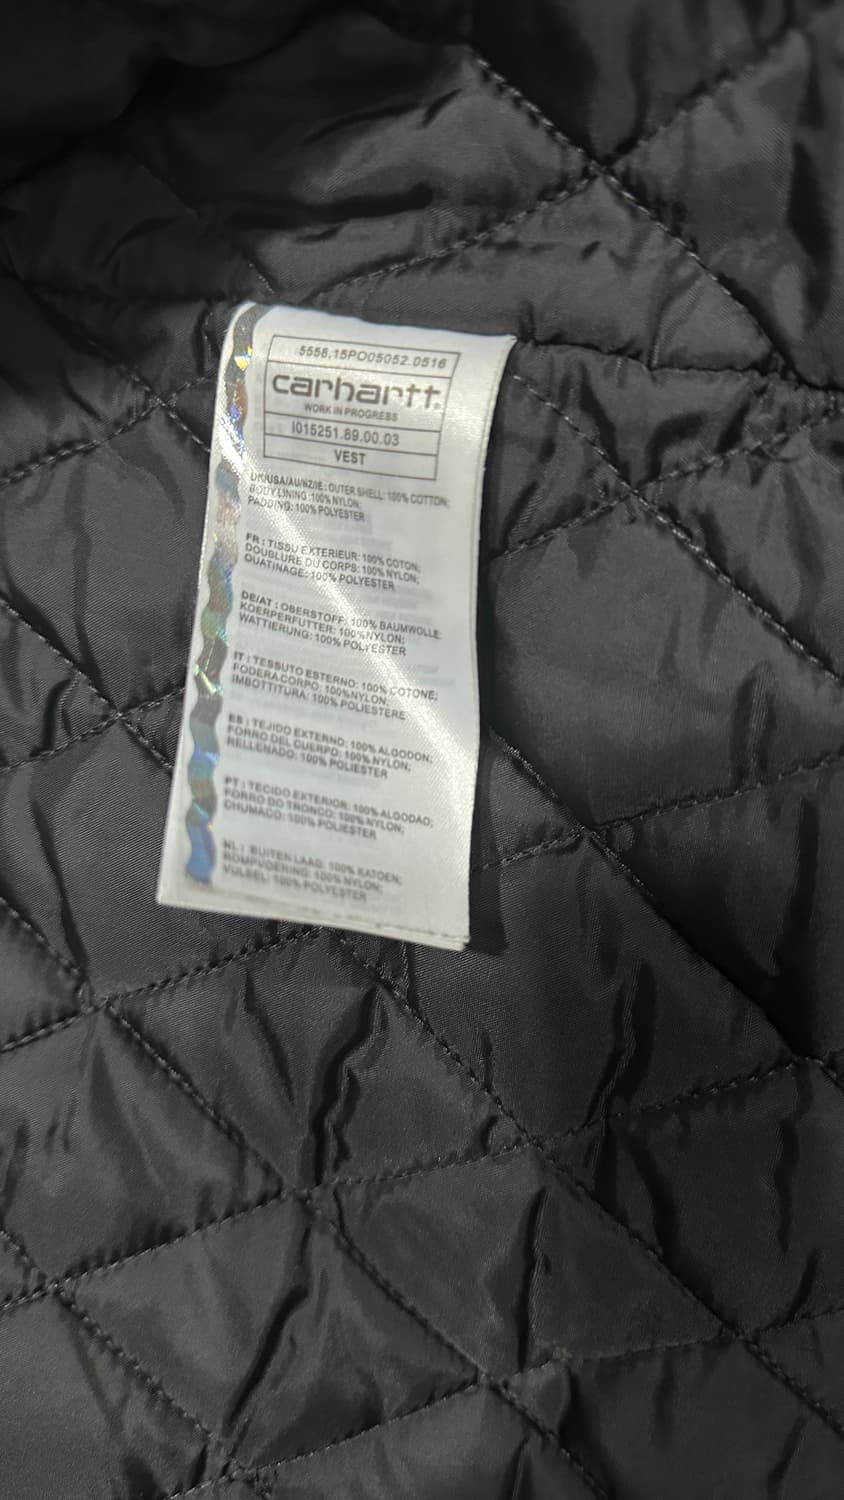 5556.15PO05052.0516
carhartt.
WORK IN PROGRESS
I015251.89.00.03
VEST
UK/USA/AU/NZ/IE : OUTER SHELL: 100% COTTON;
BODY LINING :100% NYLON;
PADDING: 100% POLYESTER
FR : TISSU EXTERIEUR: 100% COTON;
DOUBLURE DU CORPS: 100% NYLON;
OUATINAGE: 100% POLYESTER
DE/AT : OBERSTOFF: 100% BAUMWOLLE
KOERPERFUTTER: 100%NYLON;
WATTIERUNG: 100% POLYESTER
IT : TESSUTO ESTERNO: 100% COTONE;
FODERA CORPO: 100%NYLON;
IMBOTTITURA: 100% POLIESTERE
ES : TEJIDO EXTERNO: 100% ALGODON;
FORRO DEL CUERPO: 100% NYLON;
RELLENADO: 100% POLIESTER
PT : TECIDO EXTERIOR: 100% ALGODAO;
FORRO DO TRONCO: 100% NYLON;
CHUMACO: 100% POLIESTER
NL : BUITEN LAAG: 100% KATOEN;
ROMPVOERING: 100% NYLON;
VULSEL: 100% POLYESTER